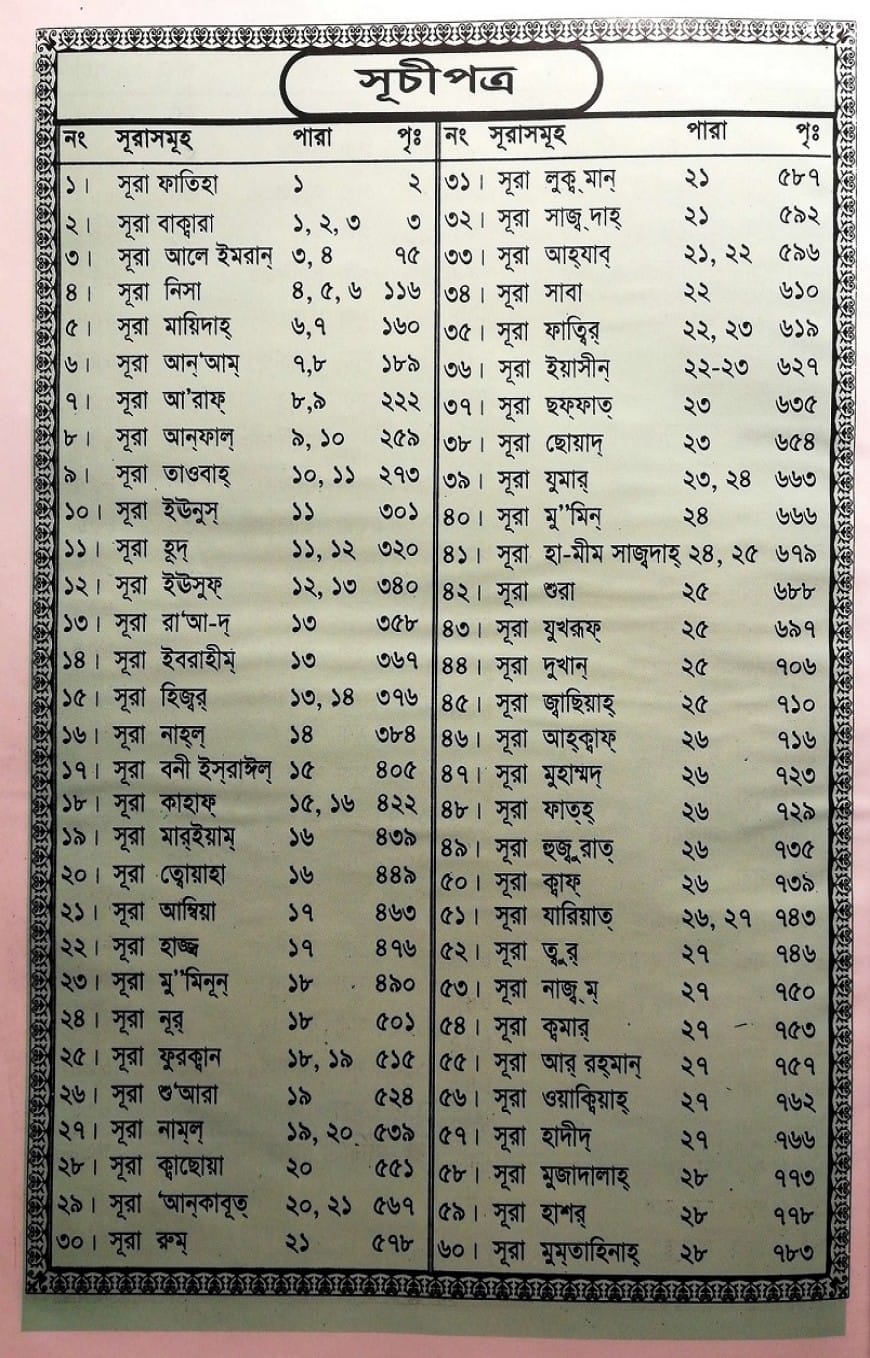 সূচীপত্র
নং সূরাসমূহ পারা পৃঃ
১। সূরা ফাতিহা ১ ২
২। সূরা বাক্বারা ১, ২, ৩ ৩
৩। সূরা আলে ইমরান্ ৩, ৪ ৭৫
৪। সূরা নিসা ৪, ৫, ৬ ১১৬
৫। সূরা মায়িদাহ্ ৬,৭ ১৬০
৬। সূরা আন্‘আম্ ৭,৮ ১৮৯
৭। সূরা আ’রাফ্ ৮,৯ ২২২
৮। সূরা আন্‌ফাল্ ৯, ১০ ২৫৯
৯। সূরা তাওবাহ্ ১০, ১১ ২৭৩
১০। সূরা ইঊনুস্ ১১ ৩০১
১১। সূরা হূদ্ ১১, ১২ ৩২০
১২। সূরা ইঊসুফ্ ১২, ১৩ ৩৪০
১৩। সূরা রা‘আ-দ্ ১৩ ৩৫৮
১৪। সূরা ইবরাহীম্ ১৩ ৩৬৭
১৫। সূরা হিজ্বর্ ১৩, ১৪ ৩৭৬
১৬। সূরা নাহ্‌ল্ ১৪ ৩৮৪
১৭। সূরা বনী ইস্‌রাঈল্ ১৫ ৪০৫
১৮। সূরা কাহাফ্ ১৫, ১৬ ৪২২
১৯। সূরা মার্‌ইয়াম্ ১৬ ৪৩৯
২০। সূরা ত্বোয়াহা ১৬ ৪৪৯
২১। সূরা আম্বিয়া ১৭ ৪৬৩
২২। সূরা হাজ্জ্ব ১৭ ৪৭৬
২৩। সূরা মু”মিনূন্ ১৮ ৪৯০
২৪। সূরা নূর্ ১৮ ৫০১
২৫। সূরা ফুরক্বান ১৮, ১৯ ৫১৫
২৬। সূরা শু‘আরা ১৯ ৫২৪
২৭। সূরা নাম্‌ল্ ১৯, ২০ ৫৩৯
২৮। সূরা ক্বাছোয়া ২০ ৫৫১
২৯। সূরা ‘আন্‌কাবূত্ ২০, ২১ ৫৬৭
৩০। সূরা রুম্ ২১ ৫৭৮
নং সূরাসমূহ পারা পৃঃ
৩১। সূরা লুক্ব্‌মান্ ২১ ৫৮৭
৩২। সূরা সাজ্ব্‌দাহ্ ২১ ৫৯২
৩৩। সূরা আহ্‌যাব্ ২১, ২২ ৫৯৬
৩৪। সূরা সাবা ২২ ৬১০
৩৫। সূরা ফাত্বির্ ২২, ২৩ ৬১৯
৩৬। সূরা ইয়াসীন্ ২২-২৩ ৬২৭
৩৭। সূরা ছফ্‌ফাত্ ২৩ ৬৩৫
৩৮। সূরা ছোয়াদ্ ২৩ ৬৫৪
৩৯। সূরা যুমার্ ২৩, ২৪ ৬৬৩
৪০। সূরা মু”মিন্ ২৪ ৬৬৬
৪১। সূরা হা-মীম সাজ্বদাহ্ ২৪, ২৫ ৬৭৯
৪২। সূরা শুরা ২৫ ৬৮৮
৪৩। সূরা যুখরূফ্ ২৫ ৬৯৭
৪৪। সূরা দুখান্ ২৫ ৭০৬
৪৫। সূরা জ্বাছিয়াহ্ ২৫ ৭১০
৪৬। সূরা আহ্‌ক্বাফ্ ২৬ ৭১৬
৪৭। সূরা মুহাম্মদ্ ২৬ ৭২৩
৪৮। সূরা ফাত্‌হ্ ২৬ ৭২৯
৪৯। সূরা হুজ্বুরাত্ ২৬ ৭৩৫
৫০। সূরা ক্বাফ্ ২৬ ৭৩৯
৫১। সূরা যারিয়াত্ ২৬, ২৭ ৭৪৩
৫২। সূরা ত্বুর্ ২৭ ৭৪৬
৫৩। সূরা নাজ্ব্‌ম্ ২৭ ৭৫০
৫৪। সূরা ক্বমার্ ২৭ ৭৫৩
৫৫। সূরা আর্ রহ্‌মান্ ২৭ ৭৫৭
৫৬। সূরা ওয়াক্বিয়াহ্ ২৭ ৭৬২
৫৭। সূরা হাদীদ্ ২৭ ৭৬৬
৫৮। সূরা মুজাদালাহ্ ২৮ ৭৭৩
৫৯। সূরা হাশর্ ২৮ ৭৭৮
৬০। সূরা মুম্‌তাহিনাহ্ ২৮ ৭৮৩